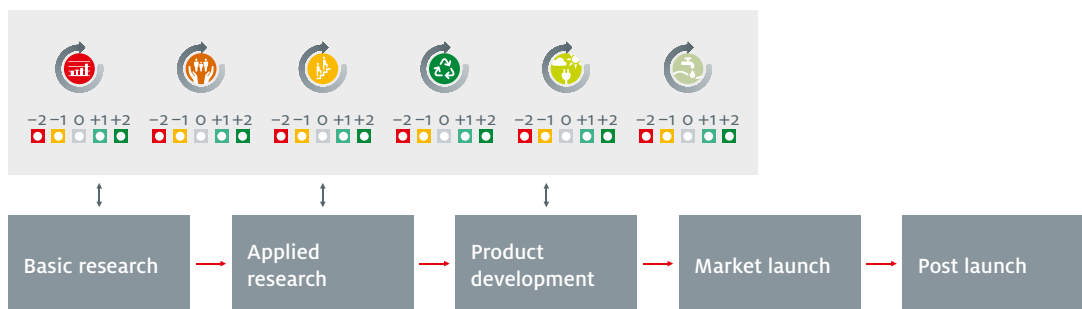 −2 −1 0 +1 +2 −2 −1 0 +1 +2 −2 −1 0 +1 +2 −2 −1 0 +1 +2 −2 −1 0 +1 +2 −2 −1 0 +1 +2
Basic research
Applied
research
Product
development
Market launch
Post launch